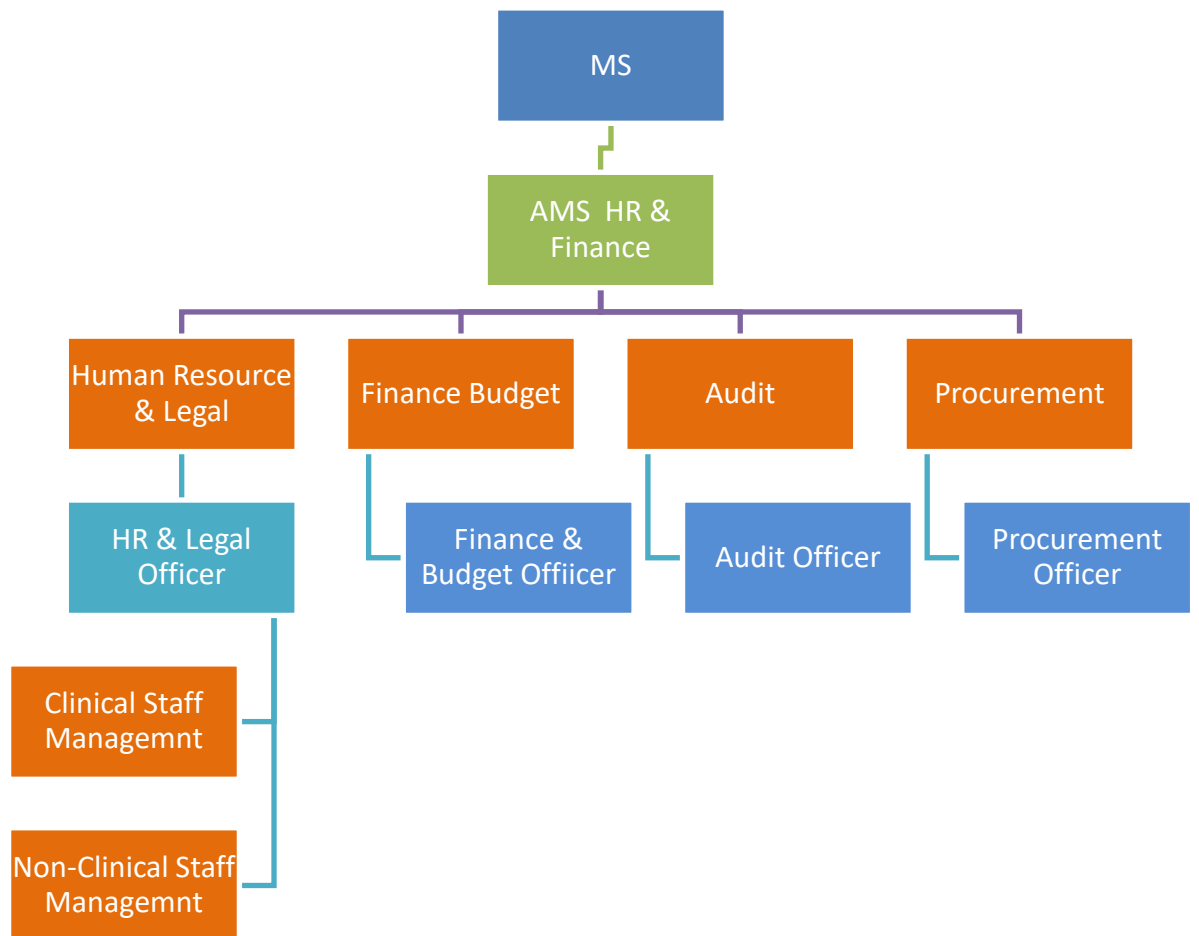 MS
AMS  HR &
Finance
Human Resource
& Legal
Finance Budget
Audit
Procurement
HR & Legal
Officer
Finance &
Budget Offiicer
Audit Officer
Procurement
Officer
Clinical Staff
Managemnt
Non-Clinical Staff
Managemnt